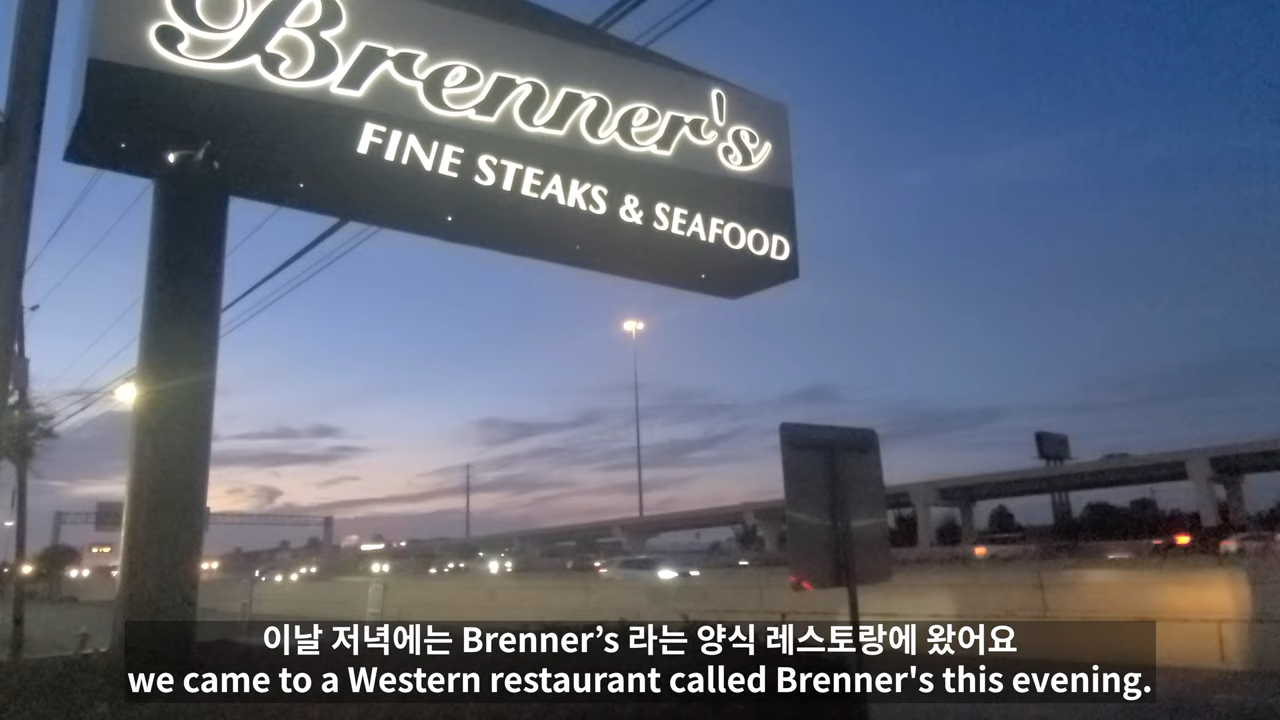 Brenner's
FINE STEAKS & SEAFOOD
이날 저녁에는 Brenner’s 라는 양식 레스토랑에 왔어요
we came to a Western restaurant called Brenner's this evening.